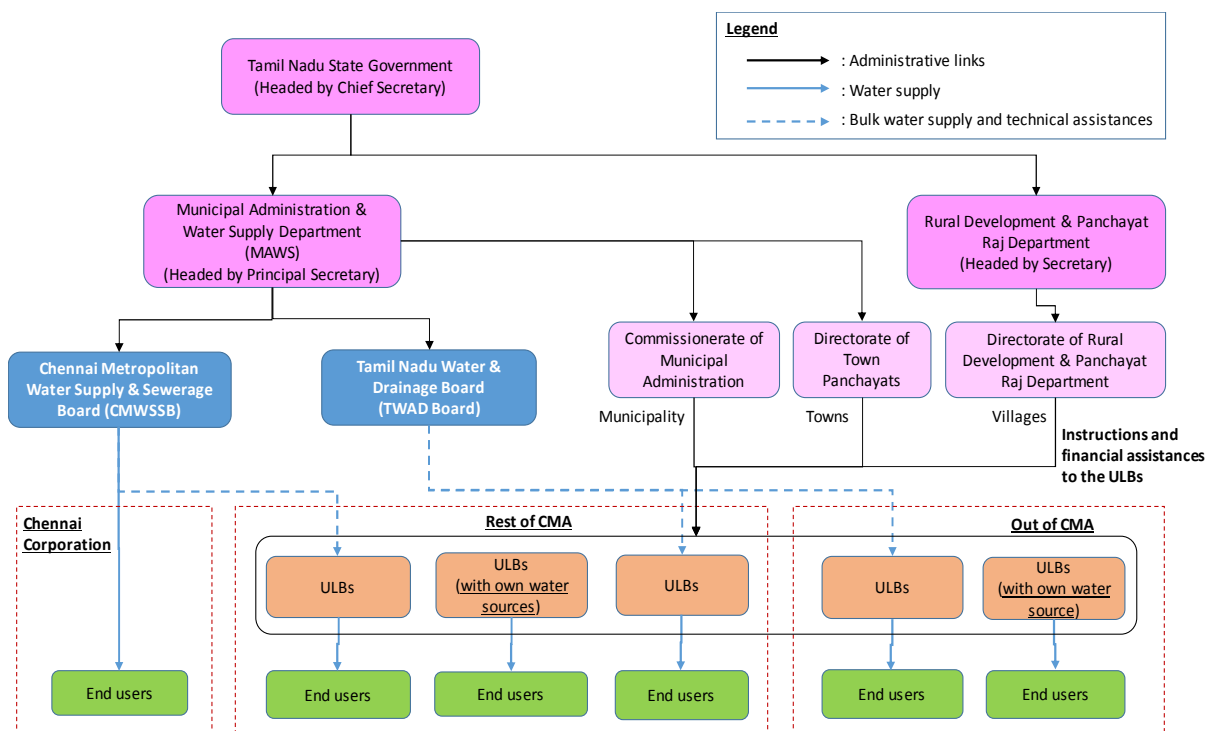 Legend
: Administrative links
: Water supply
: Bulk water supply and technical assistances
Tamil Nadu State Government
(Headed by Chief Secretary)
Municipal Administration &
Water Supply Department
(MAWS)
(Headed by Principal Secretary)
Rural Development & Panchayat
Raj Department
(Headed by Secretary)
Chennai Metropolitan
Water Supply & Sewerage
Board (CMWSSB)
Tamil Nadu Water &
Drainage Board
(TWAD Board)
Commissionerate of
Municipal
Administration
Directorate of
Town
Panchayats
Directorate of Rural
Development & Panchayat
Raj Department
Municipality
Towns
Villages
Instructions and
financial assistances
to the ULBs
Chennai
Corporation
Rest of CMA
Out of CMA
ULBs
ULBs
(with own water
sources)
ULBs
ULBs
ULBs
(with own water
source)
End users
End users
End users
End users
End users
End users